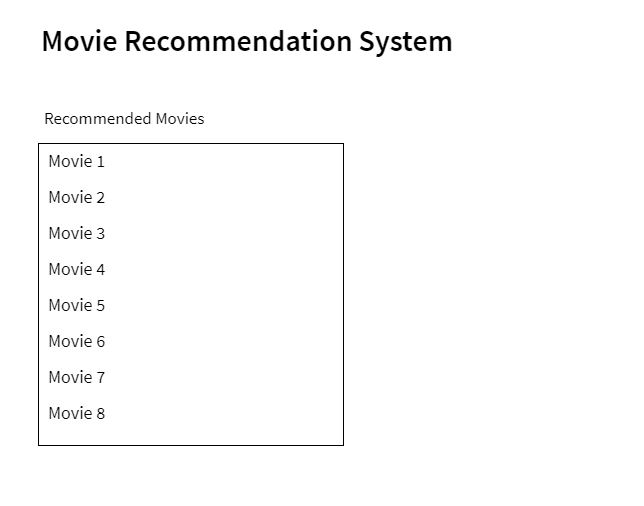 Movie Recommendation System
Recommended Movies
Movie 1
Movie 2
Movie 3
Movie 4
Movie 5
Movie 6
Movie 7
Movie 8